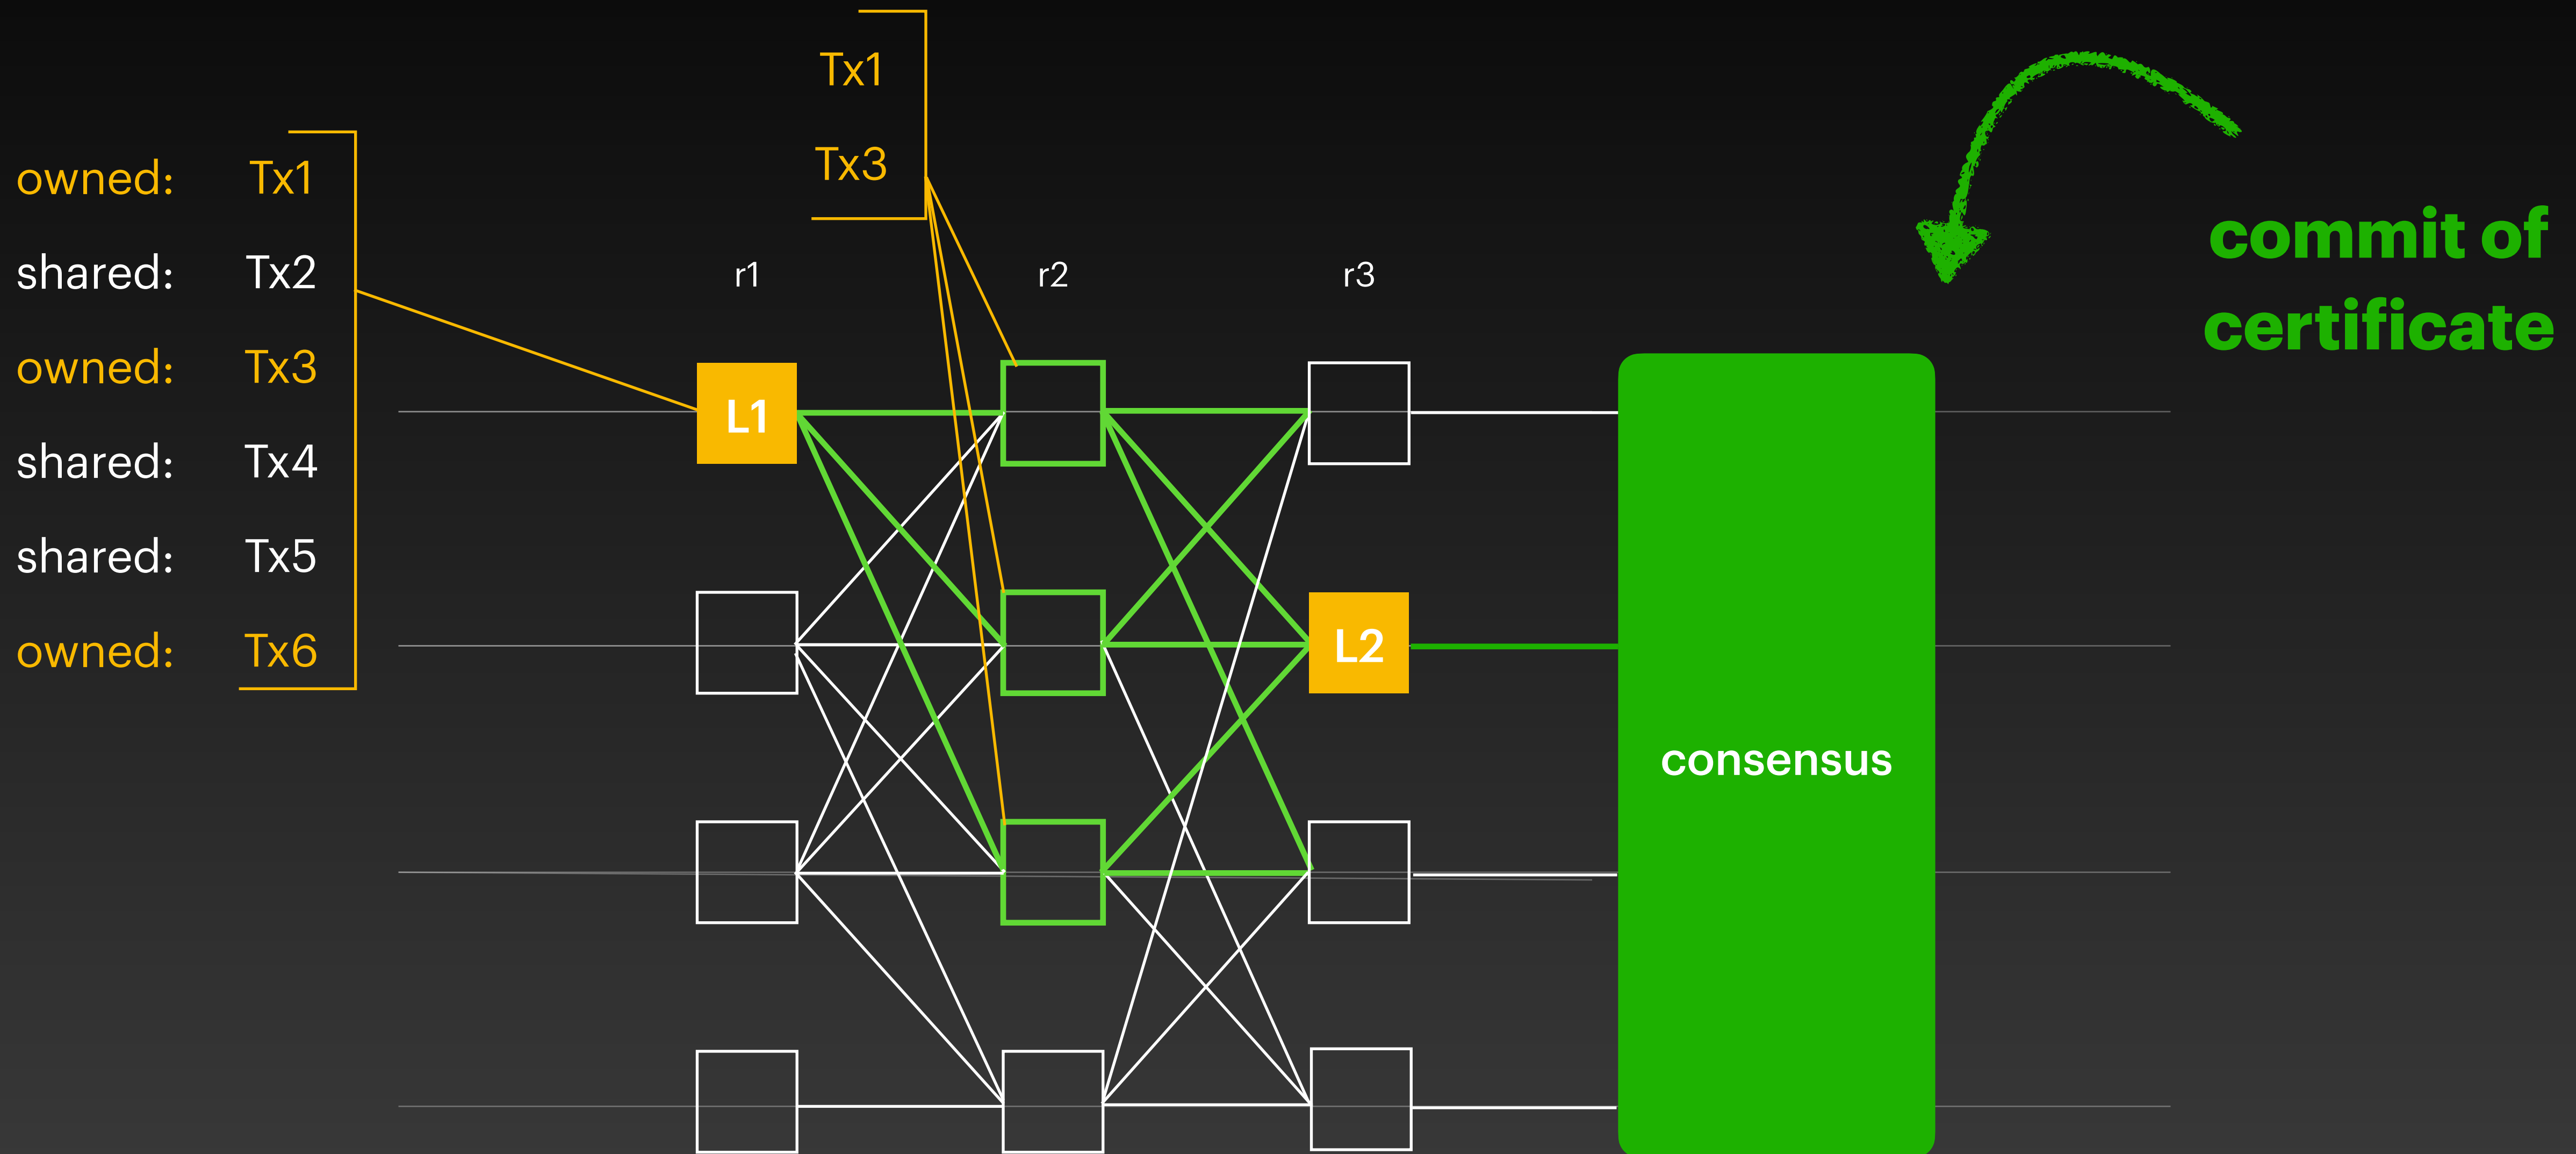 owned: Tx1
shared: Tx2
owned: Tx3
shared: Tx4
shared: Tx5
owned: Tx6
Tx1
Tx3
r1 r2 r3
L1
L2
consensus
commit of
certificate